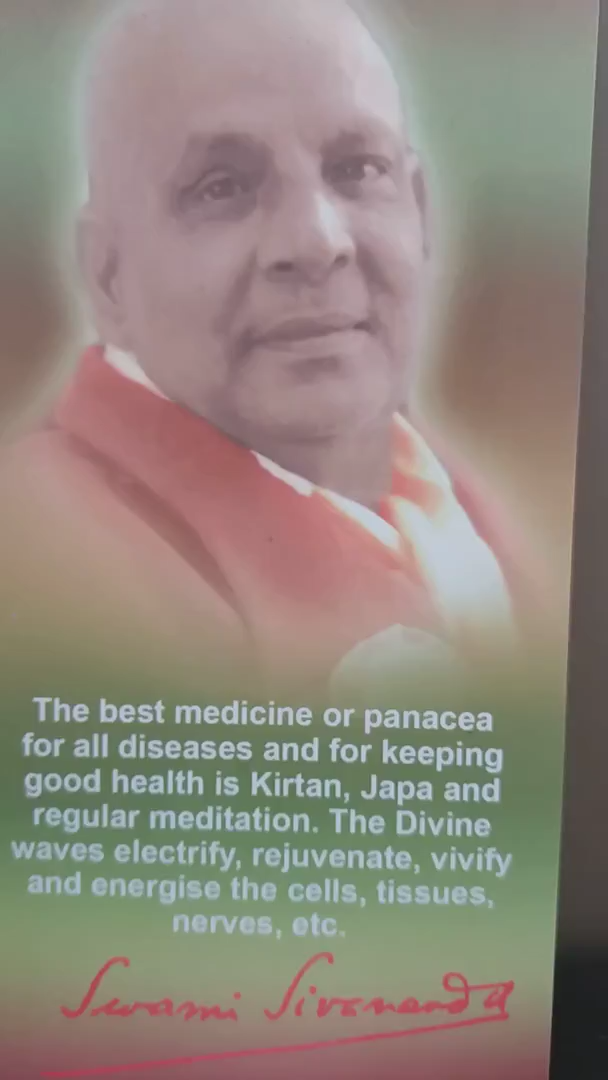 The best medicine or panacea
for all diseases and for keeping
good health is Kirtan, Japa and
regular meditation. The Divine
waves electrify, rejuvenate, vivify
and energise the cells, tissues,
nerves, etc.
Swami Sivananda